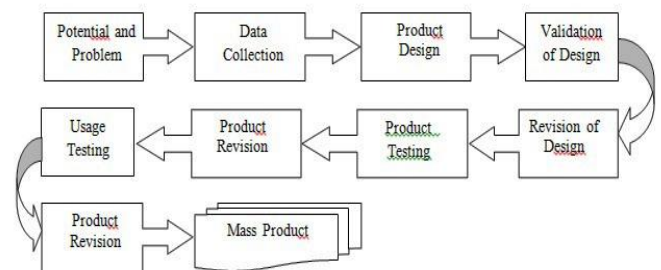 Potential and
Problem
Data
Collection
Product
Design
Validation
of Design
Revision of
Design
Product
Testing
Product
Revision
Usage
Testing
Product
Revision
Mass Product